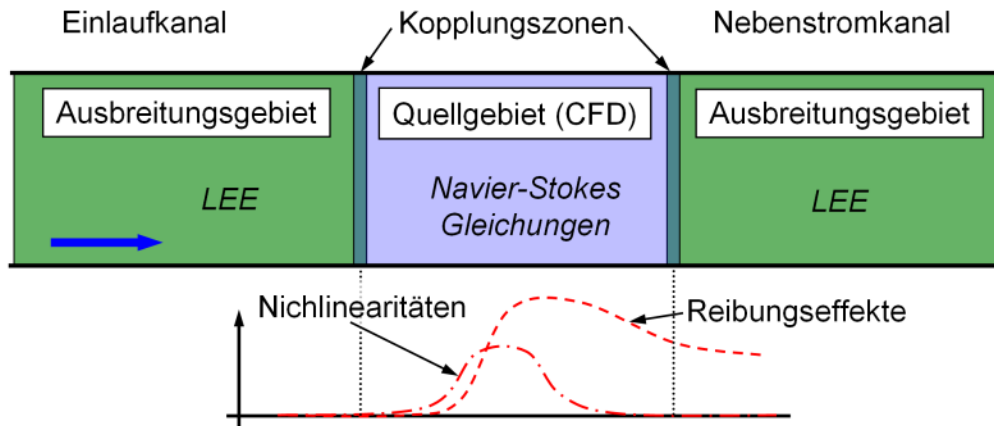 Einlaufkanal
Kopplungszonen
Nebenstromkanal
Ausbreitungsgebiet
Quellgebiet (CFD)
Ausbreitungsgebiet
LEE
Navier-Stokes
Gleichungen
LEE
Nichlinearitäten
Reibungseffekte